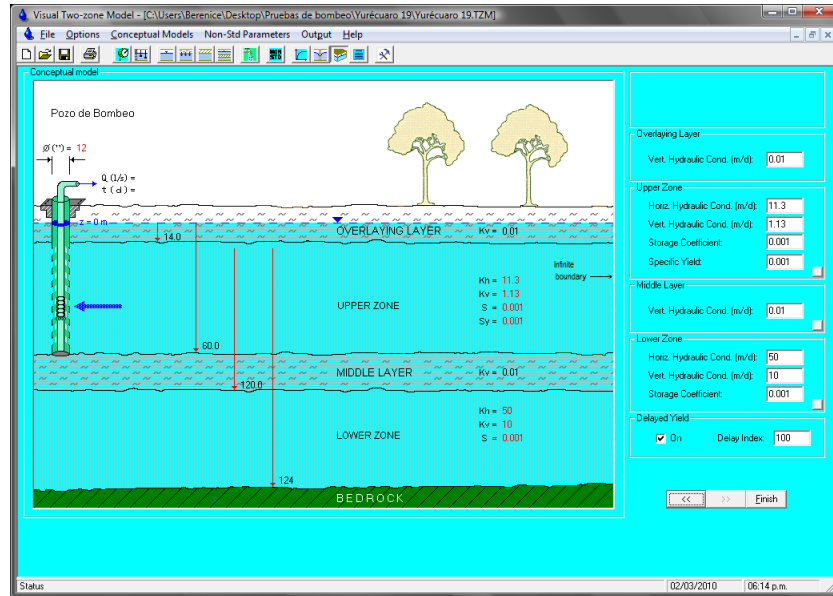 Visual Two-zone Model - [C:\Users\Berenice\Desktop\Pruebas de bombeo\Yurécuaro 19\Yurécuaro 19.TZM]
File Options Conceptual Models Non-Std Parameters Output Help
Conceptual model
Pozo de Bombeo
Ø (") = 12
Q (l/s) =
t ( d ) =
z = 0 m
14.0
OVERLAYING LAYER Kv = 0.01
Infinite
boundary
UPPER ZONE
Kh = 11.3
Kv = 1.13
S = 0.001
Sy = 0.001
60.0
MIDDLE LAYER Kv = 0.01
120.0
LOWER ZONE
Kh = 50
Kv = 10
S = 0.001
124
BEDROCK
Overlaying Layer
Vert. Hydraulic Cond. (m/d): 0.01
Upper Zone
Horiz. Hydraulic Cond. (m/d): 11.3
Vert. Hydraulic Cond. (m/d): 1.13
Storage Coefficient: 0.001
Specific Yield: 0.001
Middle Layer
Vert. Hydraulic Cond. (m/d): 0.01
Lower Zone
Horiz. Hydraulic Cond. (m/d): 50
Vert. Hydraulic Cond. (m/d): 10
Storage Coefficient: 0.001
Delayed Yield
On Delay Index: 100
<< >> Finish
Status 02/03/2010 06:14 p.m.